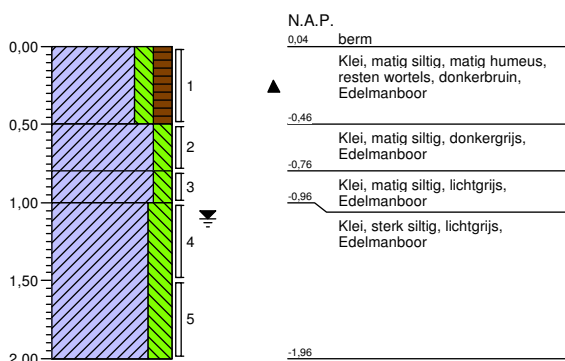 N.A.P.
0,00
0,04 berm
Klei, matig siltig, matig humeus,
resten wortels, donkerbruin,
Edelmanboor
1
0,50
-0,46
Klei, matig siltig, donkergrijs,
Edelmanboor
2
-0,76
Klei, matig siltig, lichtgrijs,
Edelmanboor
3
1,00
-0,96
Klei, sterk siltig, lichtgrijs,
Edelmanboor
4
1,50
5
2,00
-1,96